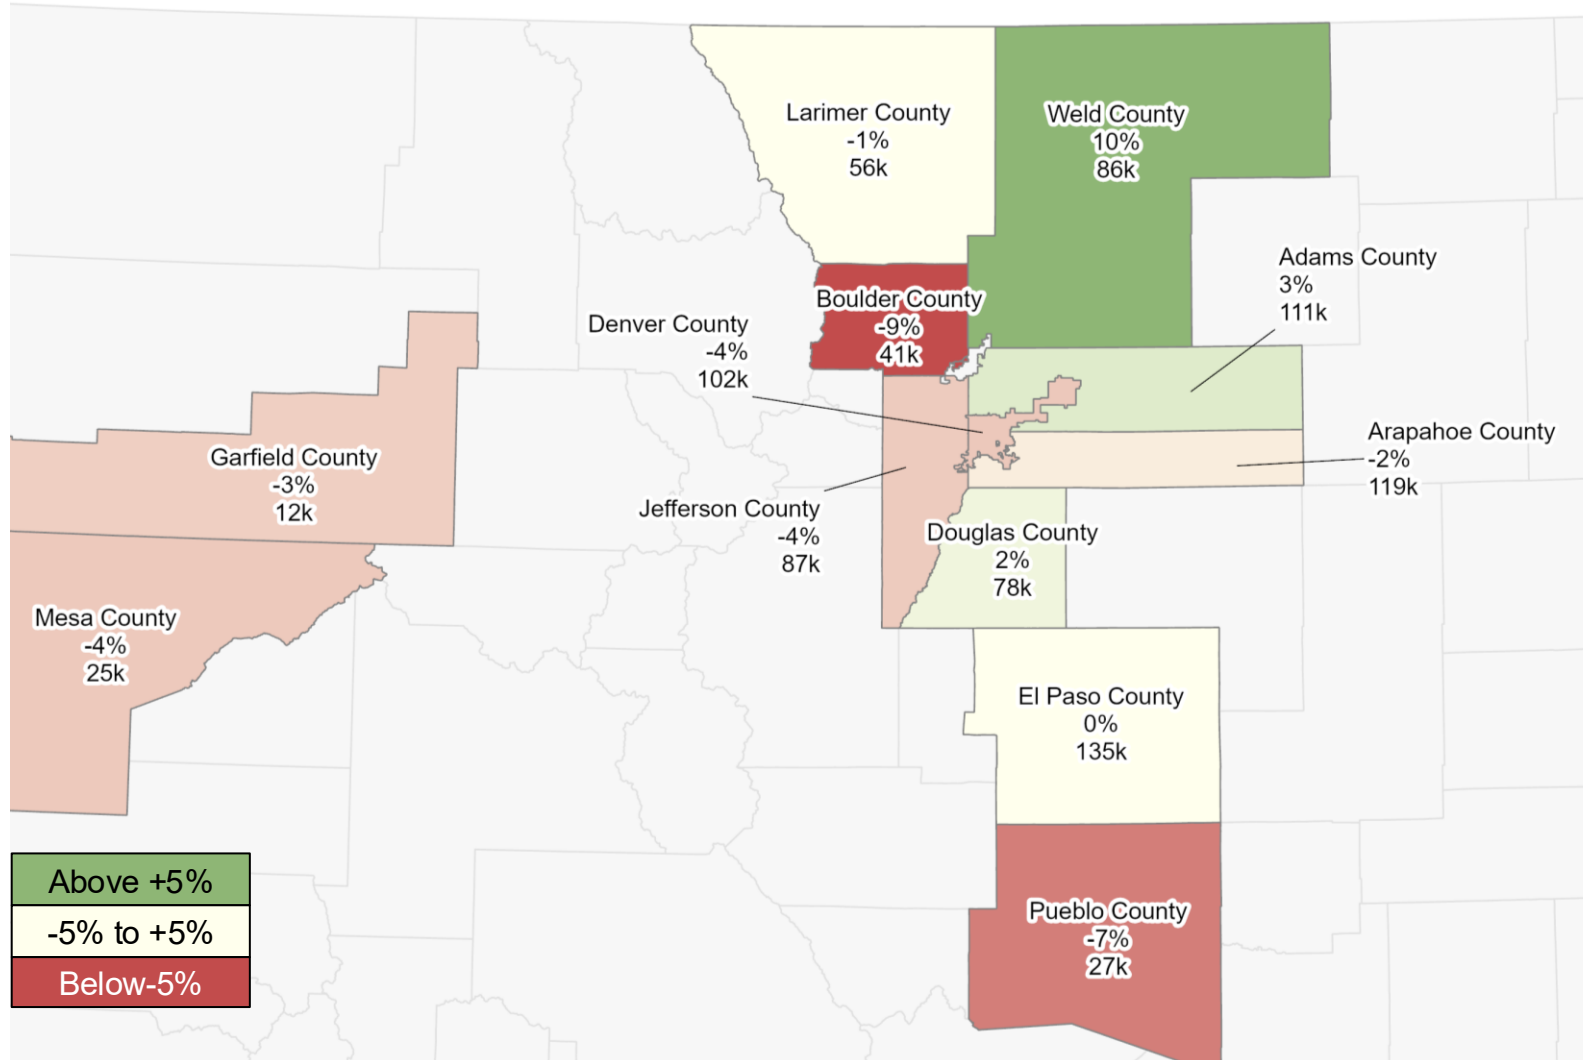 Larimer County
-1%
56k
Weld County
10%
86k
Adams County
3%
111k
Boulder County
-9%
41k
Denver County
-4%
102k
Arapahoe County
-2%
119k
Garfield County
-3%
12k
Jefferson County
-4%
87k
Douglas County
2%
78k
Mesa County
-4%
25k
El Paso County
0%
135k
Pueblo County
-7%
27k
Above +5%
-5% to +5%
Below-5%